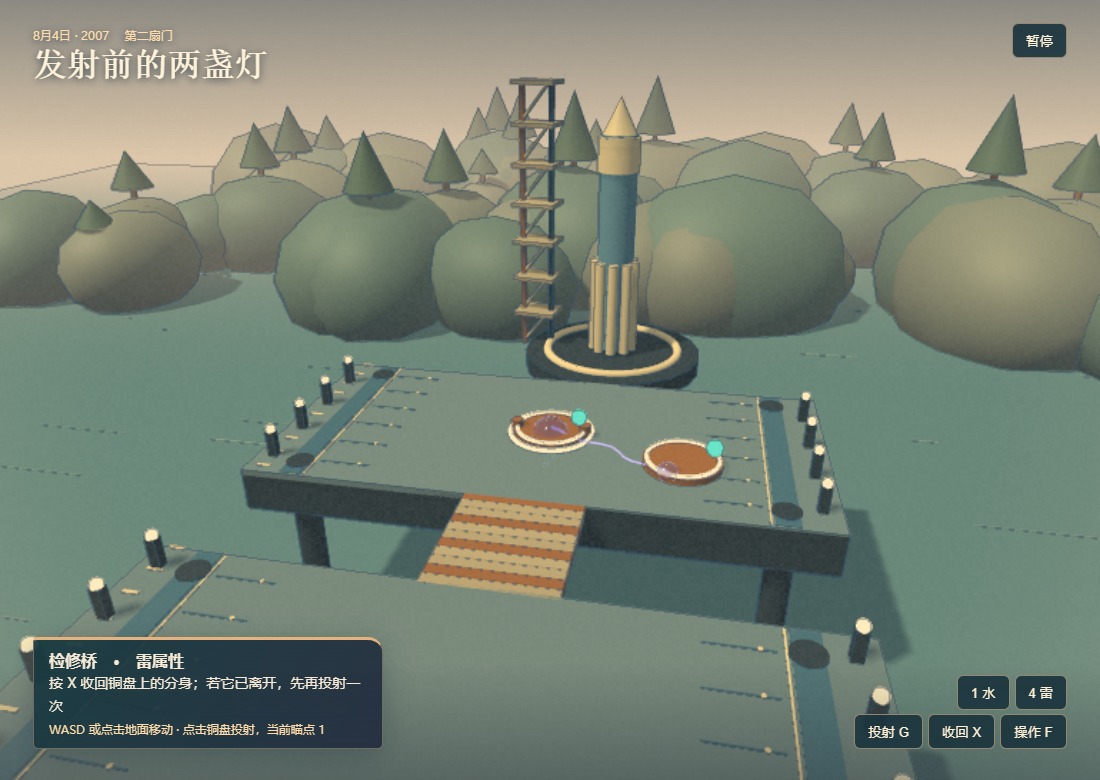 8月4日 · 2007 第二扇门
发射前的两盏灯
暂停
检修桥 • 雷属性
按 X 收回铜盘上的分身；若它已离开，先再投射一
次
WASD 或点击地面移动 · 点击铜盘投射，当前瞄点 1
1 水
4 雷
投射 G
收回 X
操作 F